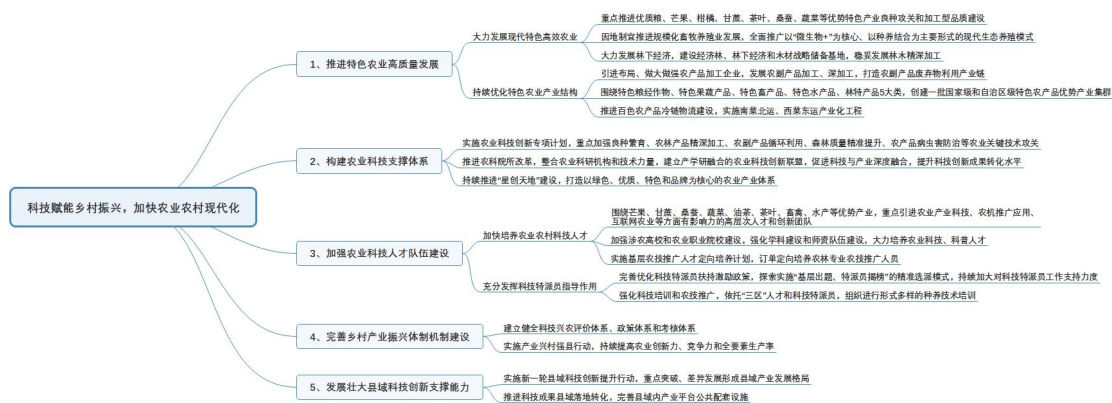 科技赋能乡村振兴，加快农业农村现代化
1、推进特色农业高质量发展
大力发展现代特色高效农业
重点推进优质粮、芒果、柑橘、甘蔗、茶叶、桑蚕、蔬菜等优势特色产业良种攻关和加工型品质建设
因地制宜推进规模化畜牧养殖业发展，全面推广以“微生物+”为核心、以种养结合为主要形式的现代生态养殖模式
大力发展林下经济，建设经济林、林下经济和木材战略储备基地，稳妥发展林木精深加工
持续优化特色农业产业结构
引进布局、做大做强农产品加工企业，发展农副产品加工、深加工，打造农副产品废弃物利用产业链
围绕特色粮经作物、特色果蔬产品、特色畜产品、特色水产品、林特产品5大类，创建一批国家级和自治区级特色农产品优势产业集群
推进百色农产品冷链物流建设，实施南菜北运、西菜东运产业化工程
2、构建农业科技支撑体系
实施农业科技创新专项计划，重点加强良种繁育、农林产品精深加工、农副产品循环利用、森林质量精准提升、农产品病虫害防治等农业关键技术攻关
推进农科院所改革，整合农业科研机构和技术力量，建立产学研融合的农业科技创新联盟，促进科技与产业深度融合，提升科技创新成果转化水平
持续推进“星创天地”建设，打造以绿色、优质、特色和品牌为核心的农业产业体系
3、加强农业科技人才队伍建设
加快培养农业农村科技人才
围绕芒果、甘蔗、桑蚕、蔬菜、油茶、茶叶、畜禽、水产等优势产业，重点引进农业产业科技、农机推广应用、
互联网农业等方面有影响力的高层次人才和创新团队
加强涉农高校和农业职业院校建设，强化学科建设和师资队伍建设，大力培养农业科技、科普人才
实施基层农技推广人才定向培养计划，订单定向培养农林专业农技推广人员
充分发挥科技特派员指导作用
完善优化科技特派员扶持激励政策，探索实施“基层出题、特派员揭榜”的精准选派模式，持续加大对科技特派员工作支持力度
强化科技培训和农技推广，依托“三区”人才和科技特派员，组织进行形式多样的种养技术培训
4、完善乡村产业振兴体制机制建设
建立健全科技兴农评价体系、政策体系和考核体系
实施产业兴村强县行动，持续提高农业创新力、竞争力和全要素生产率
5、发展壮大县域科技创新支撑能力
实施新一轮县域科技创新提升行动，重点突破、差异发展形成县域产业发展格局
推进科技成果县域落地转化，完善县域内产业平台公共配套设施